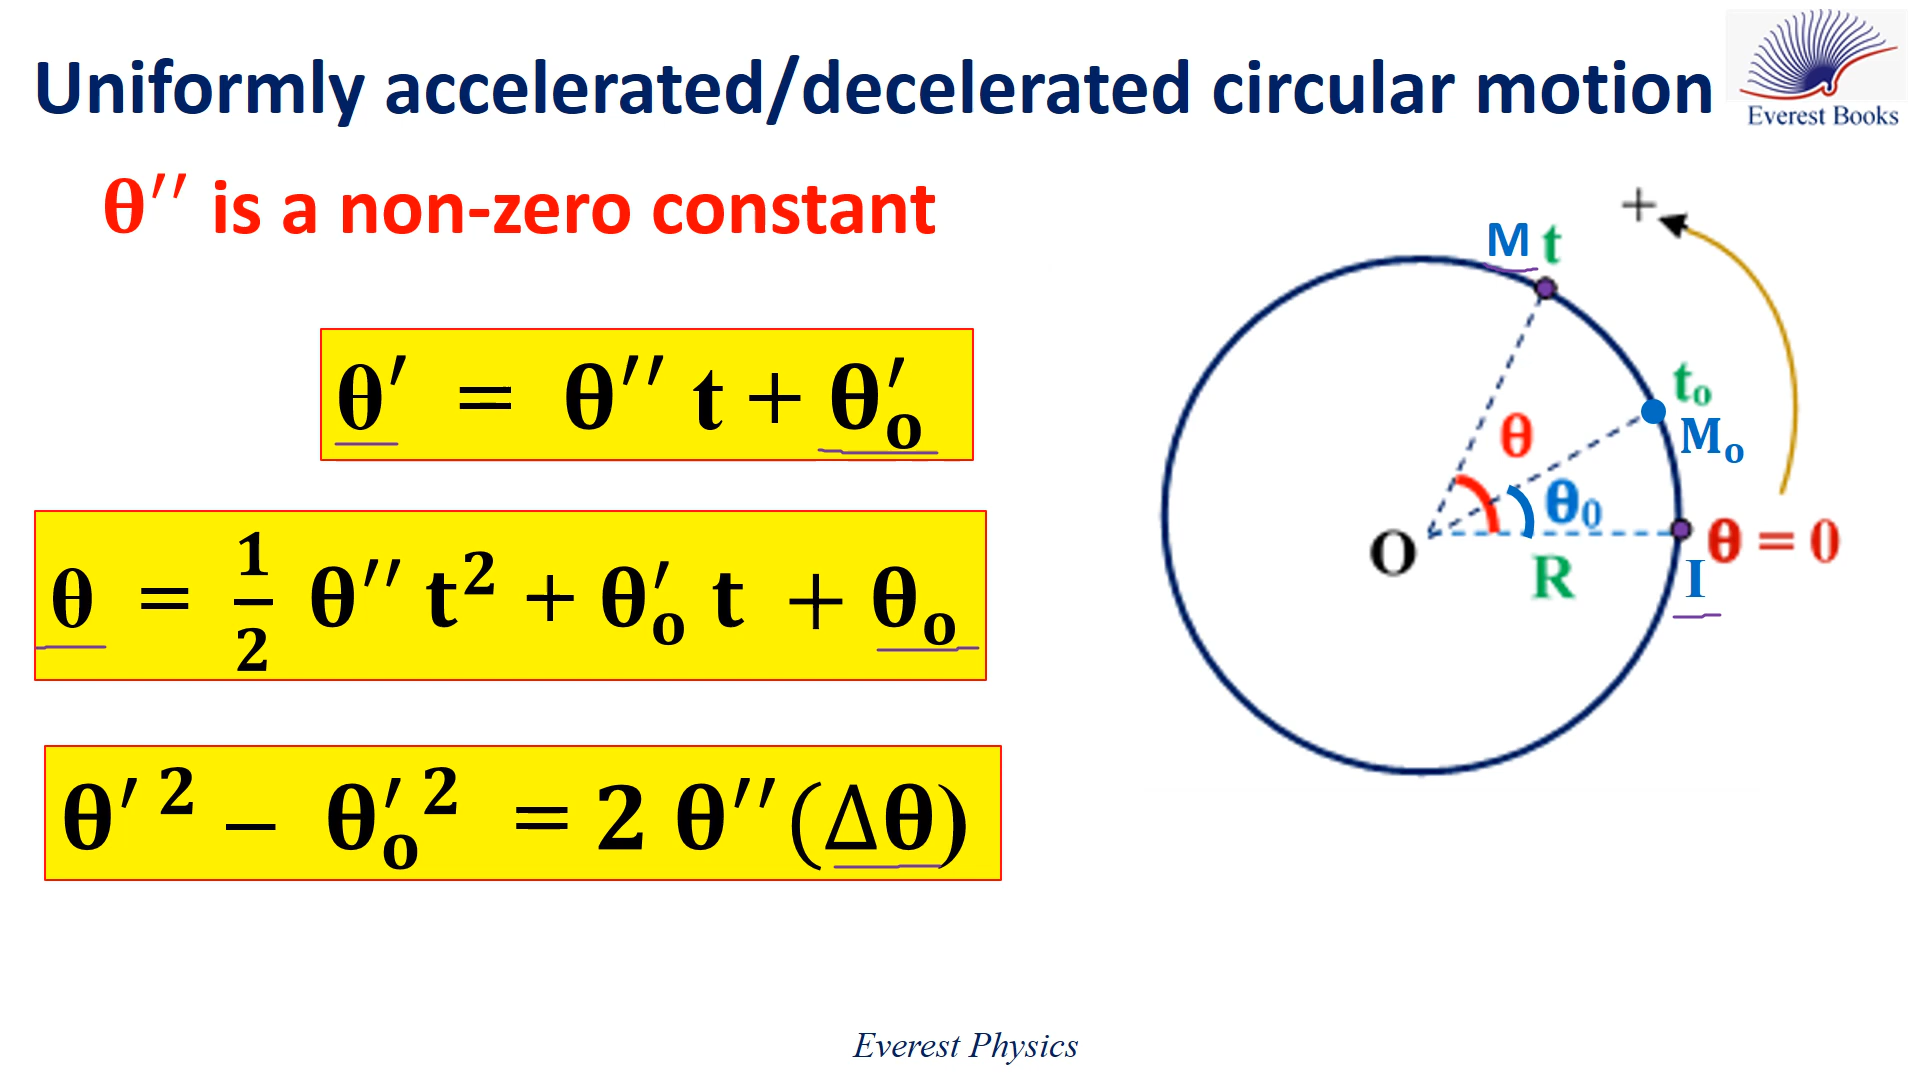 Uniformly accelerated/decelerated circular motion
Everest Books
θ′′ is a non-zero constant
θ′ = θ′′ t + θ′ₒ
θ = 1/2 θ′′ t² + θ′ₒ t + θₒ
θ′² – θ′ₒ² = 2 θ′′(Δθ)
+
M t
tₒ
Mₒ
θ
θ₀
O
R
θ = 0
I
Everest Physics